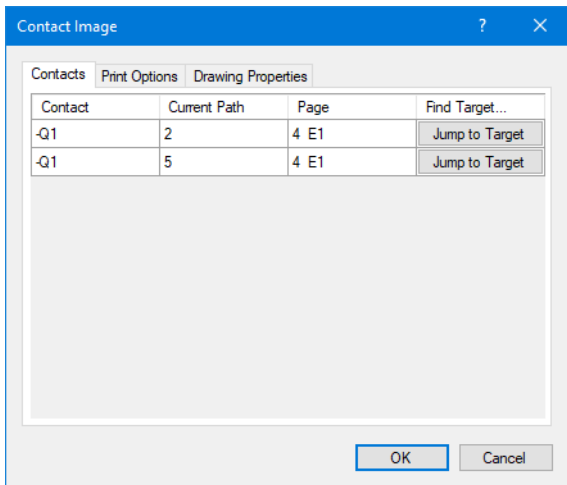 Contact Image ?
Contacts Print Options Drawing Properties
Contact Current Path Page Find Target...
-Q1 2 4 E1 Jump to Target
-Q1 5 4 E1 Jump to Target
OK Cancel